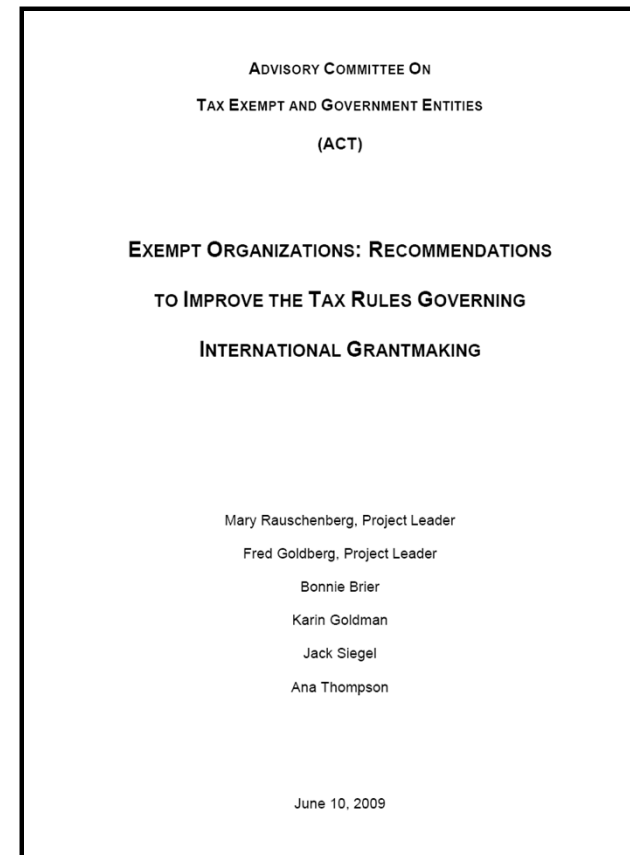 ADVISORY COMMITTEE ON
TAX EXEMPT AND GOVERNMENT ENTITIES
(ACT)
EXEMPT ORGANIZATIONS: RECOMMENDATIONS
TO IMPROVE THE TAX RULES GOVERNING
INTERNATIONAL GRANTMAKING
Mary Rauschenberg, Project Leader
Fred Goldberg, Project Leader
Bonnie Brier
Karin Goldman
Jack Siegel
Ana Thompson
June 10, 2009